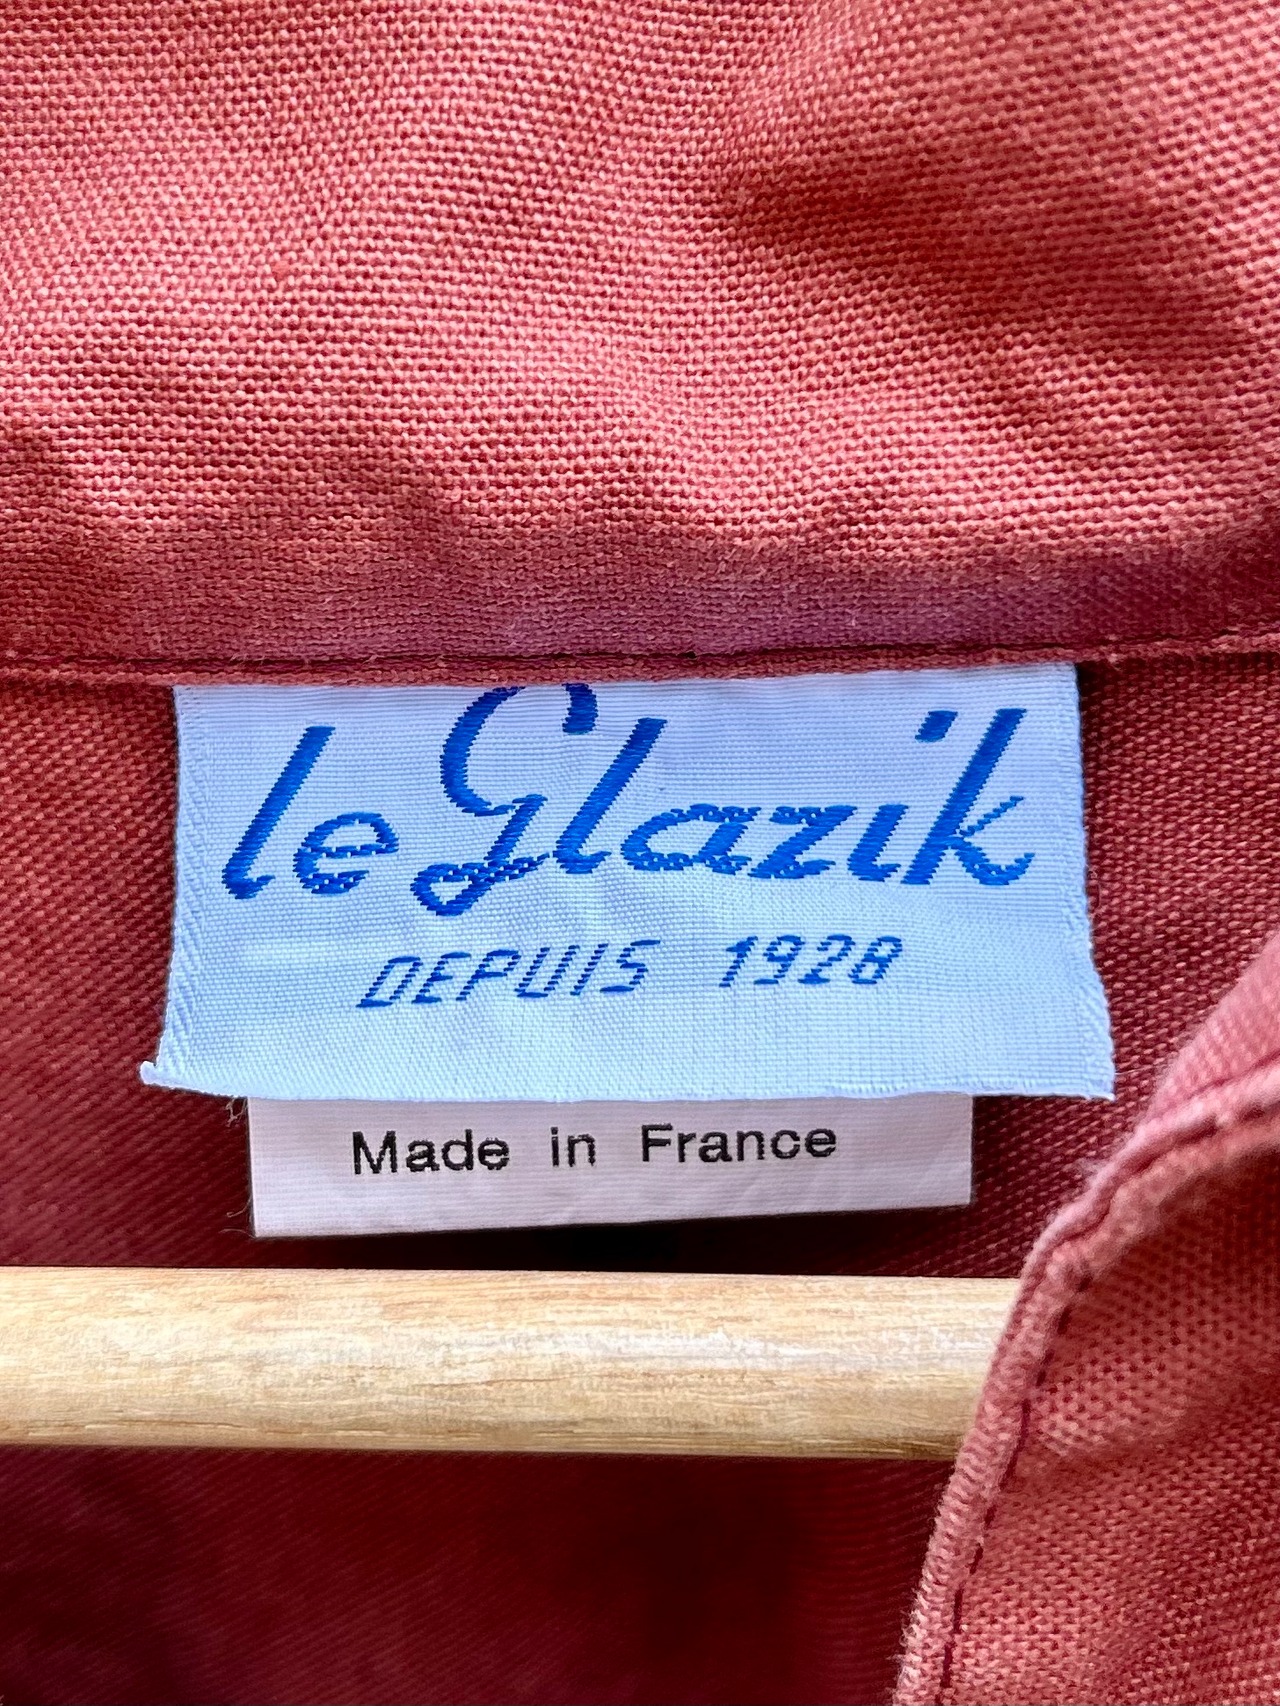 le Glazik
DEPUIS 1928
Made in France